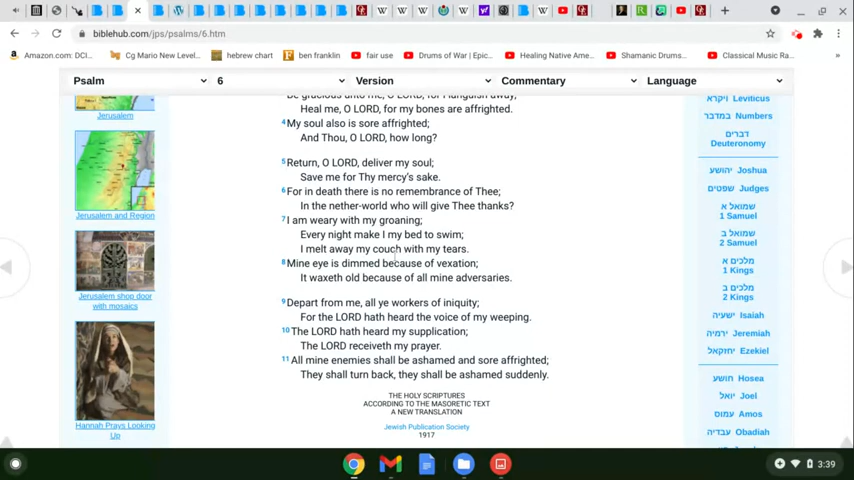 biblehub.com/jps/psalms/6.htm
Amazon.com: DCI...
Cg Mario New Level...
hebrew chart
ben franklin
fair use
Drums of War | Epic...
Healing Native Ame...
Shamanic Drums...
Classical Music Ra...
»
Psalm
6
Version
Commentary
Language
Jerusalem
Jerusalem and Region
Jerusalem shop door
with mosaics
Hannah Prays Looking
Up
Heal me, O LORD, for my bones are affrighted.
4 My soul also is sore affrighted;
And Thou, O LORD, how long?
5 Return, O LORD, deliver my soul;
Save me for Thy mercy's sake.
6 For in death there is no remembrance of Thee;
In the nether-world who will give Thee thanks?
7 I am weary with my groaning;
Every night make I my bed to swim;
I melt away my couch with my tears.
8 Mine eye is dimmed because of vexation;
It waxeth old because of all mine adversaries.
9 Depart from me, all ye workers of iniquity;
For the LORD hath heard the voice of my weeping.
10 The LORD hath heard my supplication;
The LORD receiveth my prayer.
11 All mine enemies shall be ashamed and sore affrighted;
They shall turn back, they shall be ashamed suddenly.
THE HOLY SCRIPTURES
ACCORDING TO THE MASORETIC TEXT
A NEW TRANSLATION
Jewish Publication Society
1917
ויקרא Leviticus
במדבר Numbers
דברים
Deuteronomy
יהושע Joshua
שפטים Judges
שמואל א
1 Samuel
שמואל ב
2 Samuel
מלכים א
1 Kings
מלכים ב
2 Kings
ישעיה Isaiah
ירמיה Jeremiah
יחזקאל Ezekiel
הושע Hosea
יואל Joel
עמוס Amos
עבדיה Obadiah
3:39